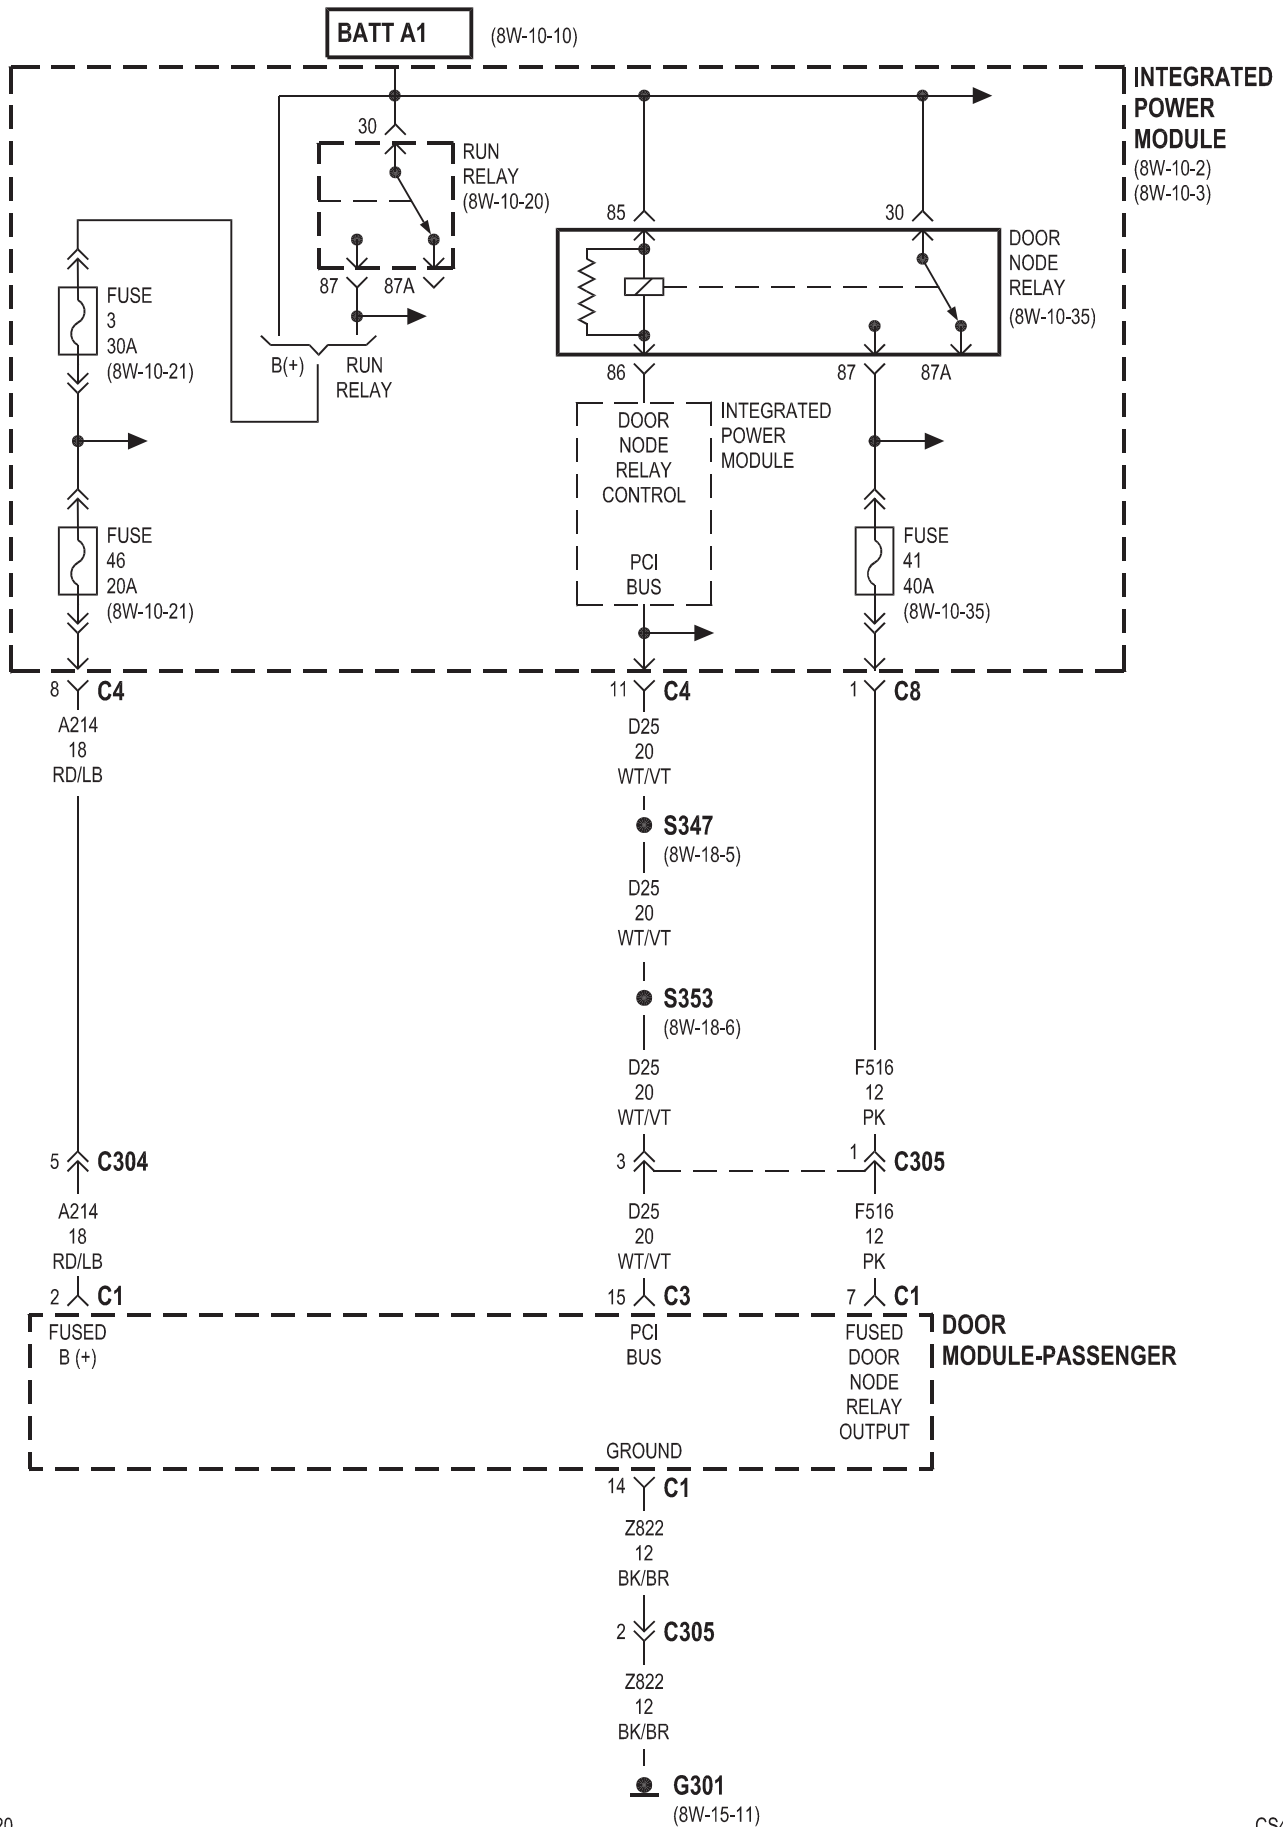 BATT A1
(8W-10-10)
INTEGRATED
POWER
MODULE
(8W-10-2)
(8W-10-3)
30
RUN
RELAY
(8W-10-20)
87
87A
B(+)
RUN
RELAY
FUSE
3
30A
(8W-10-21)
85
30
DOOR
NODE
RELAY
(8W-10-35)
86
87
87A
DOOR
NODE
RELAY
CONTROL
PCI
BUS
INTEGRATED
POWER
MODULE
FUSE
46
20A
(8W-10-21)
FUSE
41
40A
(8W-10-35)
8
C4
11
C4
1
C8
A214
18
RD/LB
D25
20
WT/VT
S347
(8W-18-5)
D25
20
WT/VT
S353
(8W-18-6)
D25
20
WT/VT
F516
12
PK
5
C304
3
1
C305
A214
18
RD/LB
D25
20
WT/VT
F516
12
PK
2
C1
15
C3
7
C1
FUSED
B (+)
PCI
BUS
FUSED
DOOR
NODE
RELAY
OUTPUT
DOOR
MODULE-PASSENGER
GROUND
14
C1
Z822
12
BK/BR
2
C305
Z822
12
BK/BR
G301
(8W-15-11)